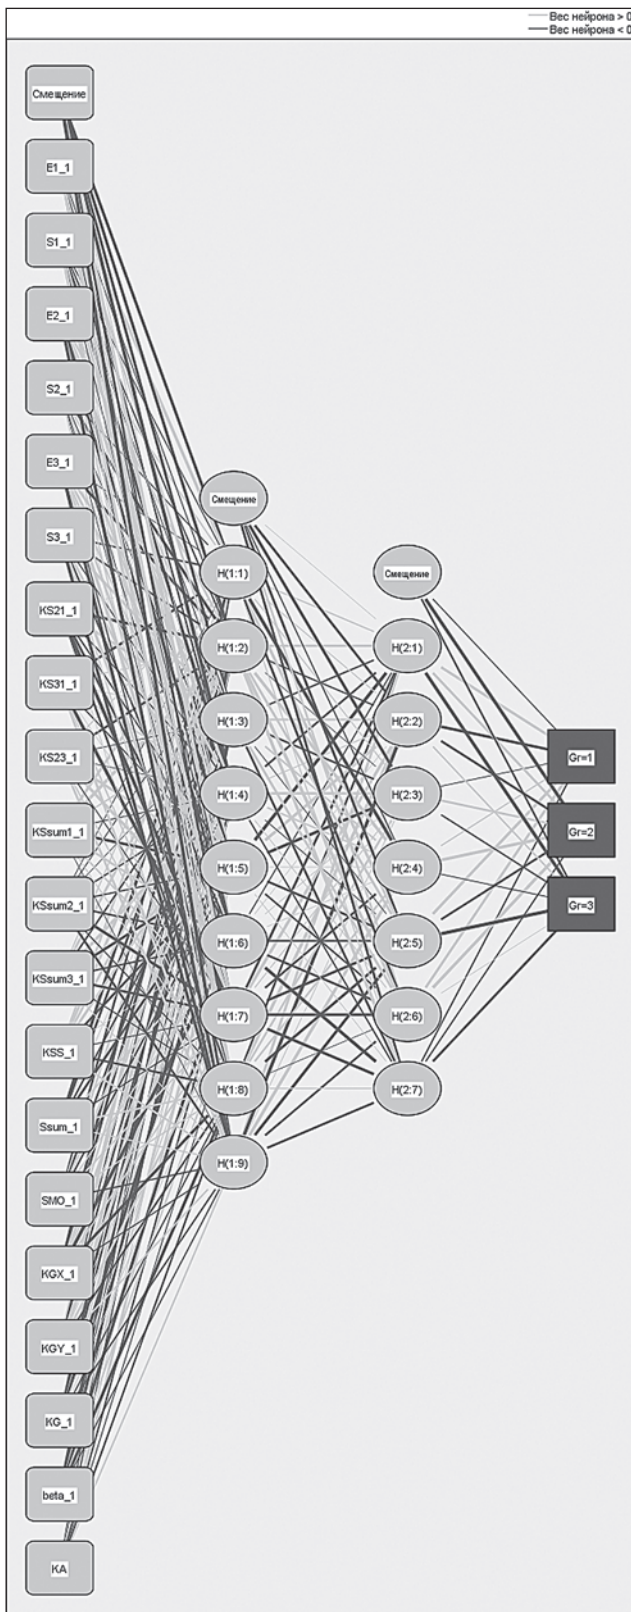 Вес нейрона > 0
Вес нейрона < 0
Смещение
E1_1
S1_1
E2_1
S2_1
E3_1
S3_1
KS21_1
KS31_1
KS23_1
KSsum1_1
KSsum2_1
KSsum3_1
KSS_1
Ssum_1
SMO_1
KGX_1
KGY_1
KG_1
beta_1
KA
Смещение
H(1:1)
H(1:2)
H(1:3)
H(1:4)
H(1:5)
H(1:6)
H(1:7)
H(1:8)
H(1:9)
Смещение
H(2:1)
H(2:2)
H(2:3)
H(2:4)
H(2:5)
H(2:6)
H(2:7)
Gr=1
Gr=2
Gr=3